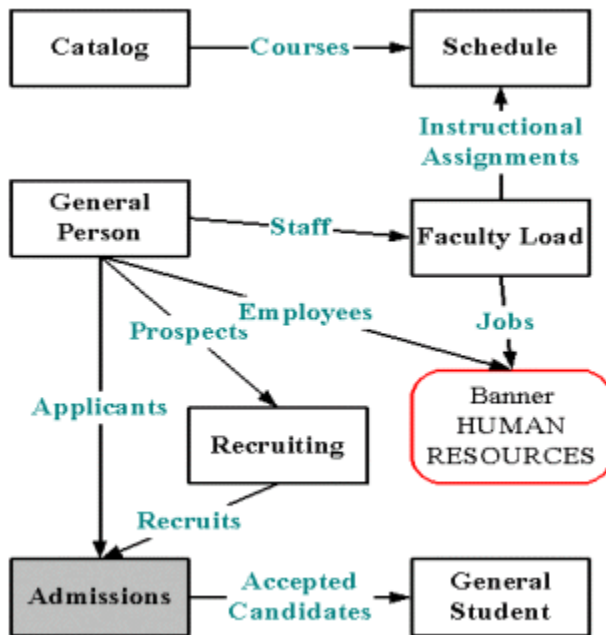 Catalog
Courses
Schedule
Instructional
Assignments
General
Person
Staff
Faculty Load
Prospects
Employees
Jobs
Applicants
Recruiting
Banner
HUMAN
RESOURCES
Recruits
Admissions
Accepted
Candidates
General
Student